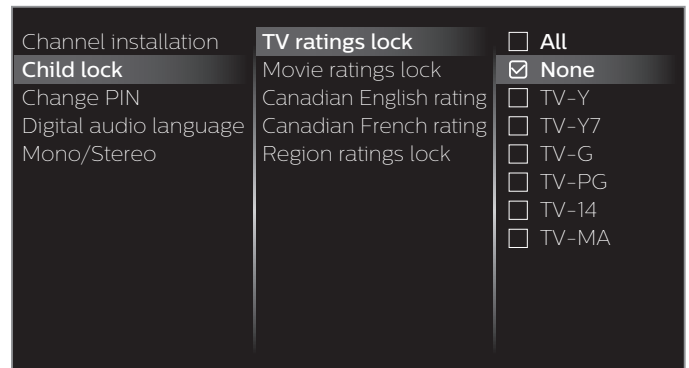 Channel installation
Child lock
Change PIN
Digital audio language
Mono/Stereo
TV ratings lock
Movie ratings lock
Canadian English rating
Canadian French rating
Region ratings lock
All
None
TV-Y
TV-Y7
TV-G
TV-PG
TV-14
TV-MA